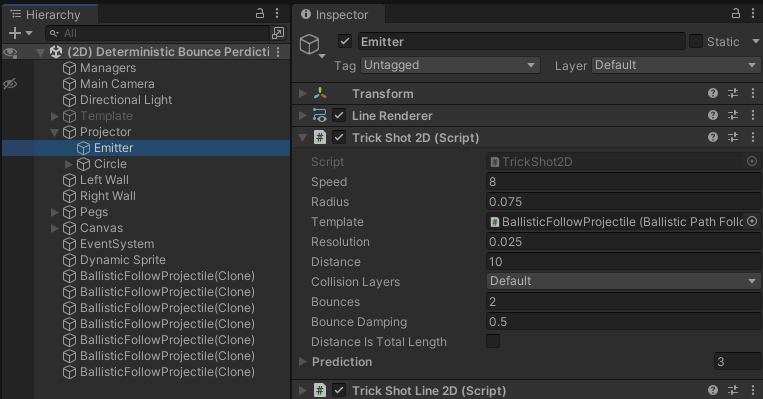 Hierarchy
All
(2D) Deterministic Bounce Perdicti
Managers
Main Camera
Directional Light
Template
Projector
Emitter
Circle
Left Wall
Right Wall
Pegs
Canvas
EventSystem
Dynamic Sprite
BallisticFollowProjectile(Clone)
BallisticFollowProjectile(Clone)
BallisticFollowProjectile(Clone)
BallisticFollowProjectile(Clone)
BallisticFollowProjectile(Clone)
BallisticFollowProjectile(Clone)
BallisticFollowProjectile(Clone)
Inspector
Emitter Static
Tag Untagged Layer Default
Transform
Line Renderer
# Trick Shot 2D (Script)
Script # TrickShot2D
Speed 8
Radius 0.075
Template # BallisticFollowProjectile (Ballistic Path Follo
Resolution 0.025
Distance 10
Collision Layers Default
Bounces 2
Bounce Damping 0.5
Distance Is Total Length
Prediction 3
# Trick Shot Line 2D (Script)